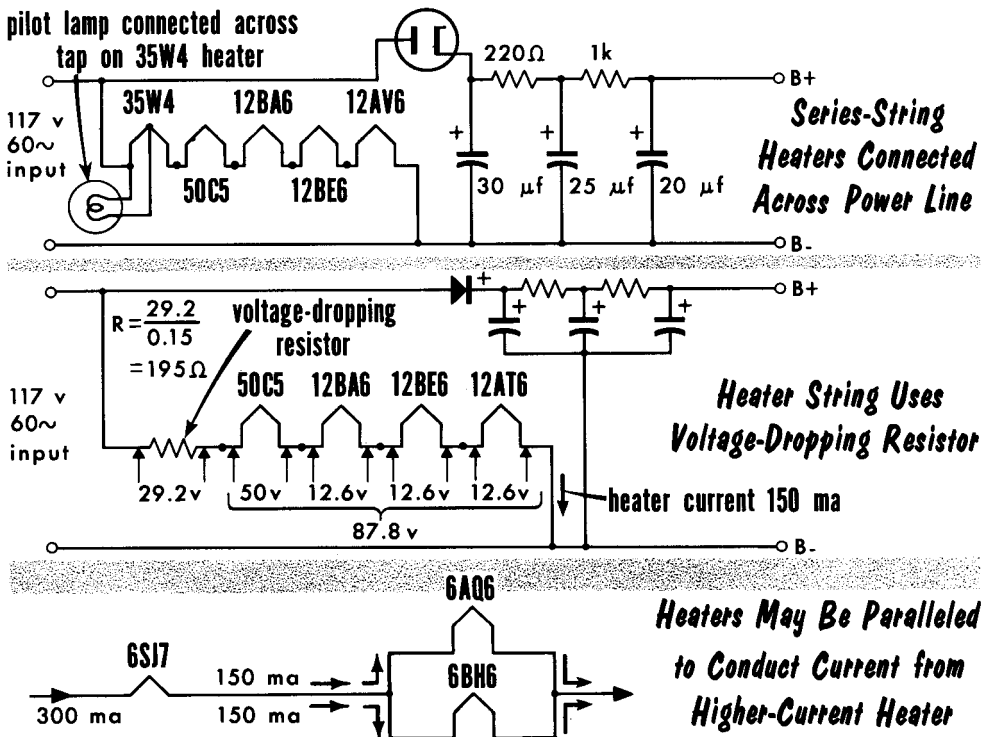 pilot lamp connected across
tap on 35W4 heater
220Ω
1k
B+
35W4
12BA6
12AV6
117 v
60~
input
50C5
12BE6
+
+
+
30 μf
25 μf
20 μf
B-
Series-String
Heaters Connected
Across Power Line
+
B+
R = 29.2
0.15
= 195Ω
voltage-dropping
resistor
+
+
+
50C5
12BA6
12BE6
12AT6
117 v
60~
input
29.2v
50v
12.6v
12.6v
12.6v
87.8 v
heater current 150 ma
B-
Heater String Uses
Voltage-Dropping Resistor
6AQ6
6SJ7
6BH6
150 ma
150 ma
300 ma
Heaters May Be Paralleled
to Conduct Current from
Higher-Current Heater